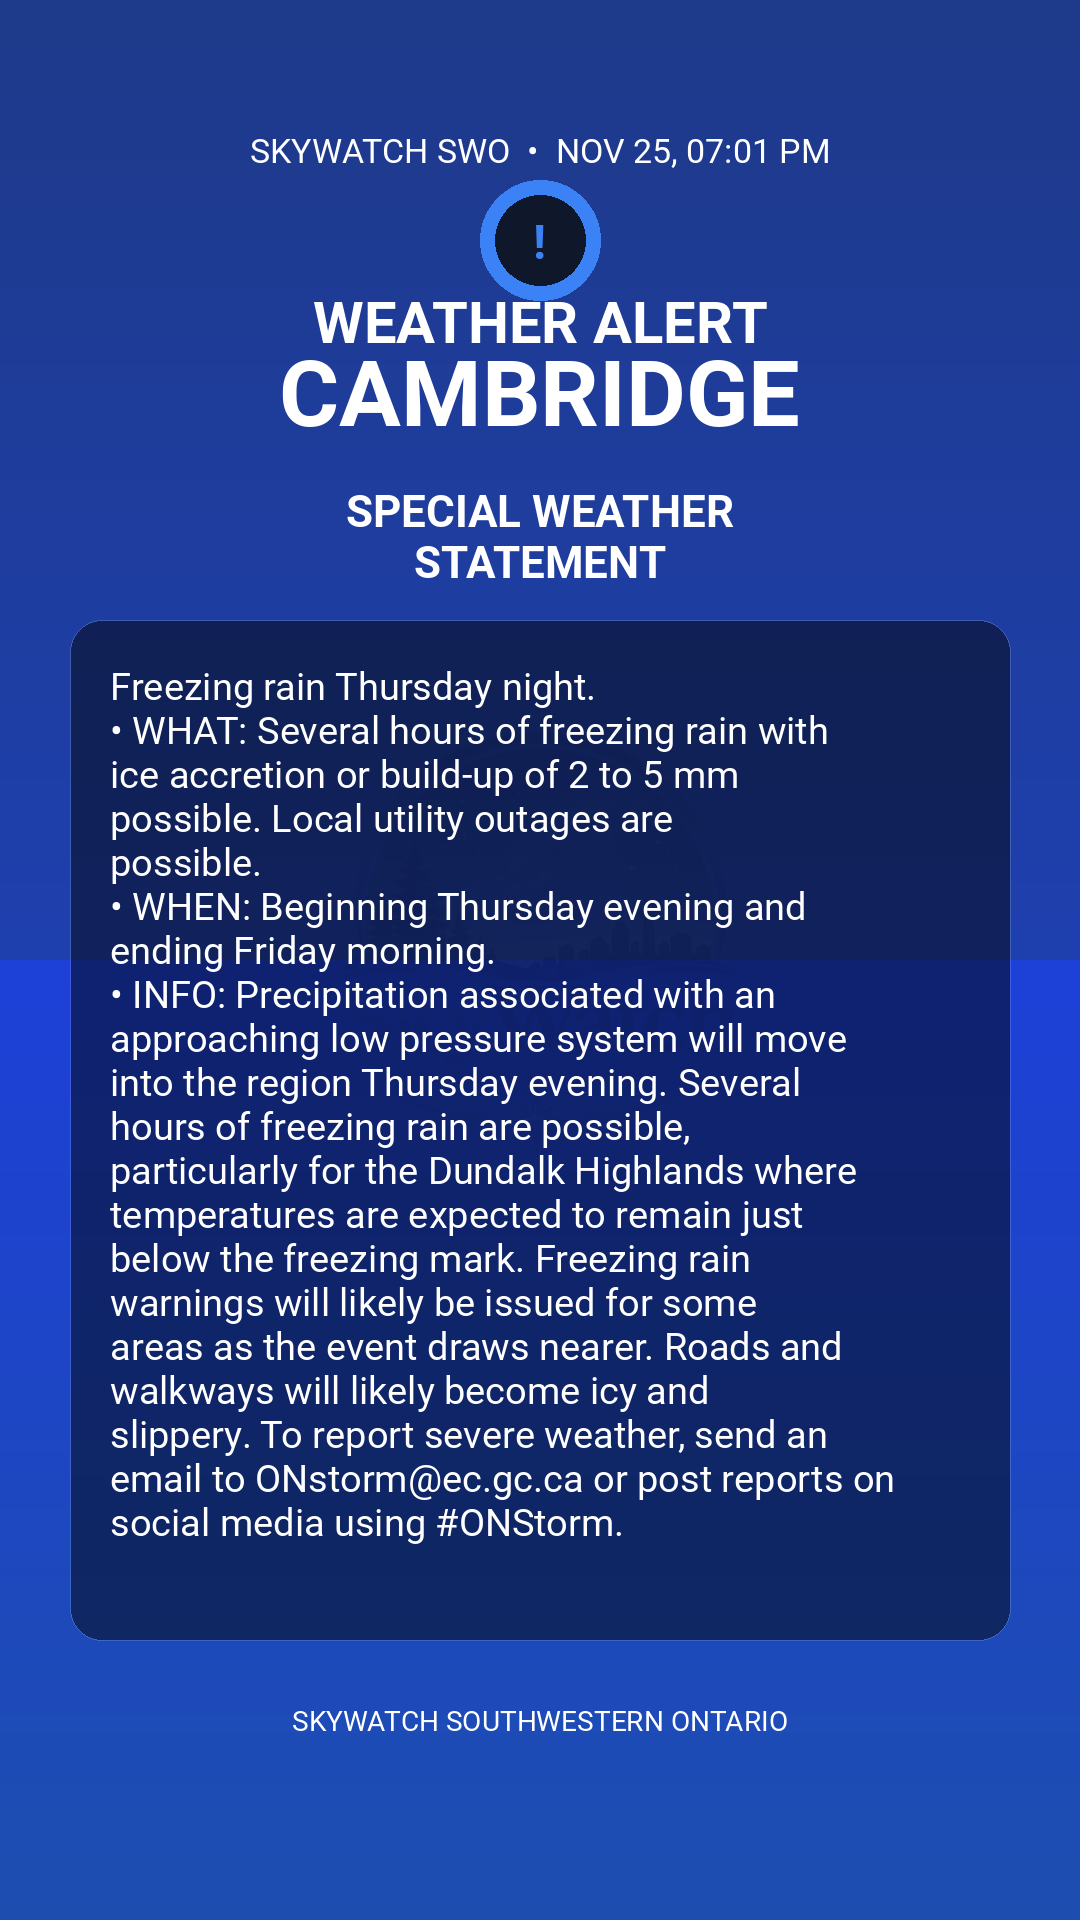 SKYWATCH SWO • NOV 25, 07:01 PM
!
WEATHER ALERT
CAMBRIDGE
SPECIAL WEATHER
STATEMENT
Freezing rain Thursday night.
• WHAT: Several hours of freezing rain with
ice accretion or build-up of 2 to 5 mm
possible. Local utility outages are
possible.
• WHEN: Beginning Thursday evening and
ending Friday morning.
• INFO: Precipitation associated with an
approaching low pressure system will move
into the region Thursday evening. Several
hours of freezing rain are possible,
particularly for the Dundalk Highlands where
temperatures are expected to remain just
below the freezing mark. Freezing rain
warnings will likely be issued for some
areas as the event draws nearer. Roads and
walkways will likely become icy and
slippery. To report severe weather, send an
email to ONstorm@ec.gc.ca or post reports on
social media using #ONStorm.
SKYWATCH SOUTHWESTERN ONTARIO